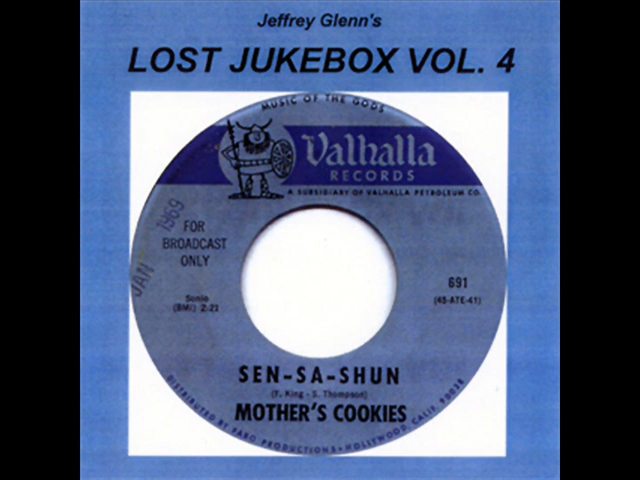 Jeffrey Glenn's
LOST JUKEBOX VOL. 4
MUSIC OF THE GODS
Valhalla
RECORDS
A SUBSIDIARY OF VALHALLA PETROLEUM CO.
JAN 1969
FOR
BROADCAST
ONLY
691
Sonlo
(BMI) 2:21
(45-ATE-41)
SEN-SA-SHUN
(F. King - S. Thompson)
MOTHER'S COOKIES
DISTRIBUTED BY PARD PRODUCTIONS • HOLLYWOOD, CALIF. 90028